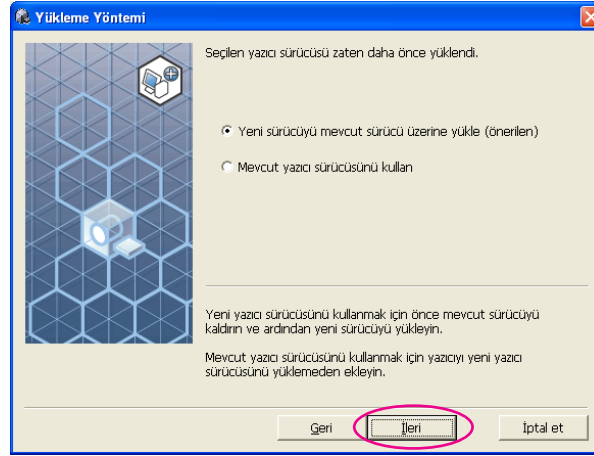 Yükleme Yöntemi
Seçilen yazıcı sürücüsü zaten daha önce yüklendi.
Yeni sürücüyü mevcut sürücü üzerine yükle (önerilen)
Mevcut yazıcı sürücüsünü kullan
Yeni yazıcı sürücüsünü kullanmak için önce mevcut sürücüyü
kaldırın ve ardından yeni sürücüyü yükleyin.
Mevcut yazıcı sürücüsünü kullanmak için yazıcıyı yeni yazıcı
sürücüsünü yüklemeden ekleyin.
Geri İleri İptal et